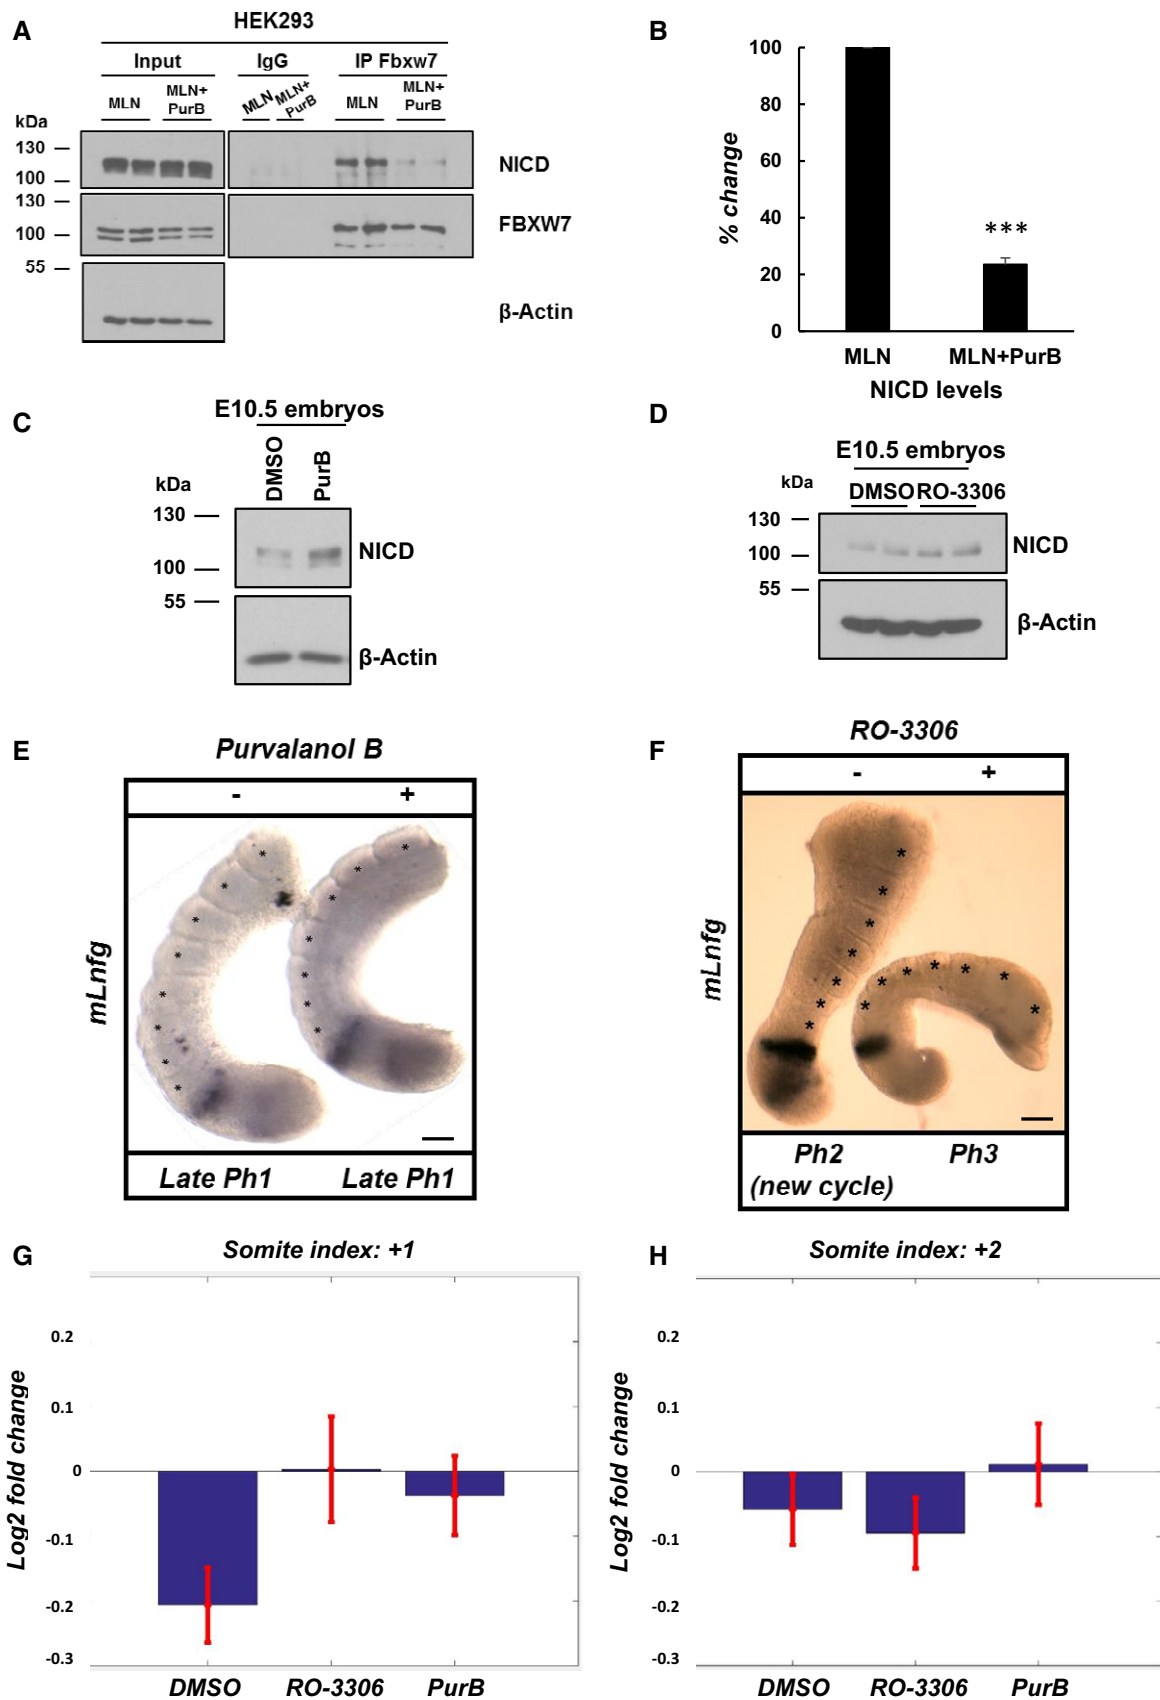 A
HEK293
Input IgG IP Fbxw7
MLN MLN+ PurB MLN MLN+ PurB MLN MLN+ PurB
kDa
130
100
NICD
130
100
FBXW7
55
β-Actin
B
% change
100
80
60
40
20
0
***
MLN MLN+PurB
NICD levels
C
E10.5 embryos
DMSO PurB
kDa
130
100
NICD
55
β-Actin
D
E10.5 embryos
kDa DMSO RO-3306
130
100
NICD
55
β-Actin
E
Purvalanol B
- +
mLnfg
* * * * * * * *
* * * * * * *
Late Ph1 Late Ph1
F
RO-3306
- +
mLnfg
* * * * * * *
* * * * * * *
Ph2 Ph3
(new cycle)
G
Somite index: +1
Log2 fold change
0.2
0.1
0
-0.1
-0.2
-0.3
DMSO RO-3306 PurB
H
Somite index: +2
Log2 fold change
0.2
0.1
0
-0.1
-0.2
-0.3
DMSO RO-3306 PurB